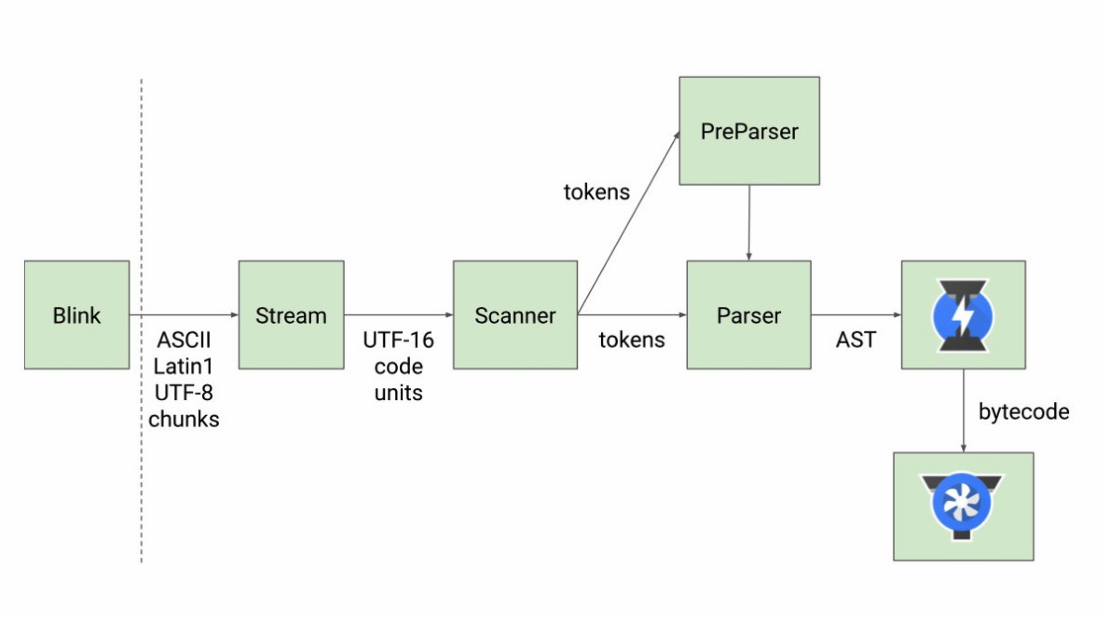 PreParser
tokens
Blink
Stream
Scanner
Parser
ASCII
Latin1
UTF-8
chunks
UTF-16
code
units
tokens
AST
bytecode